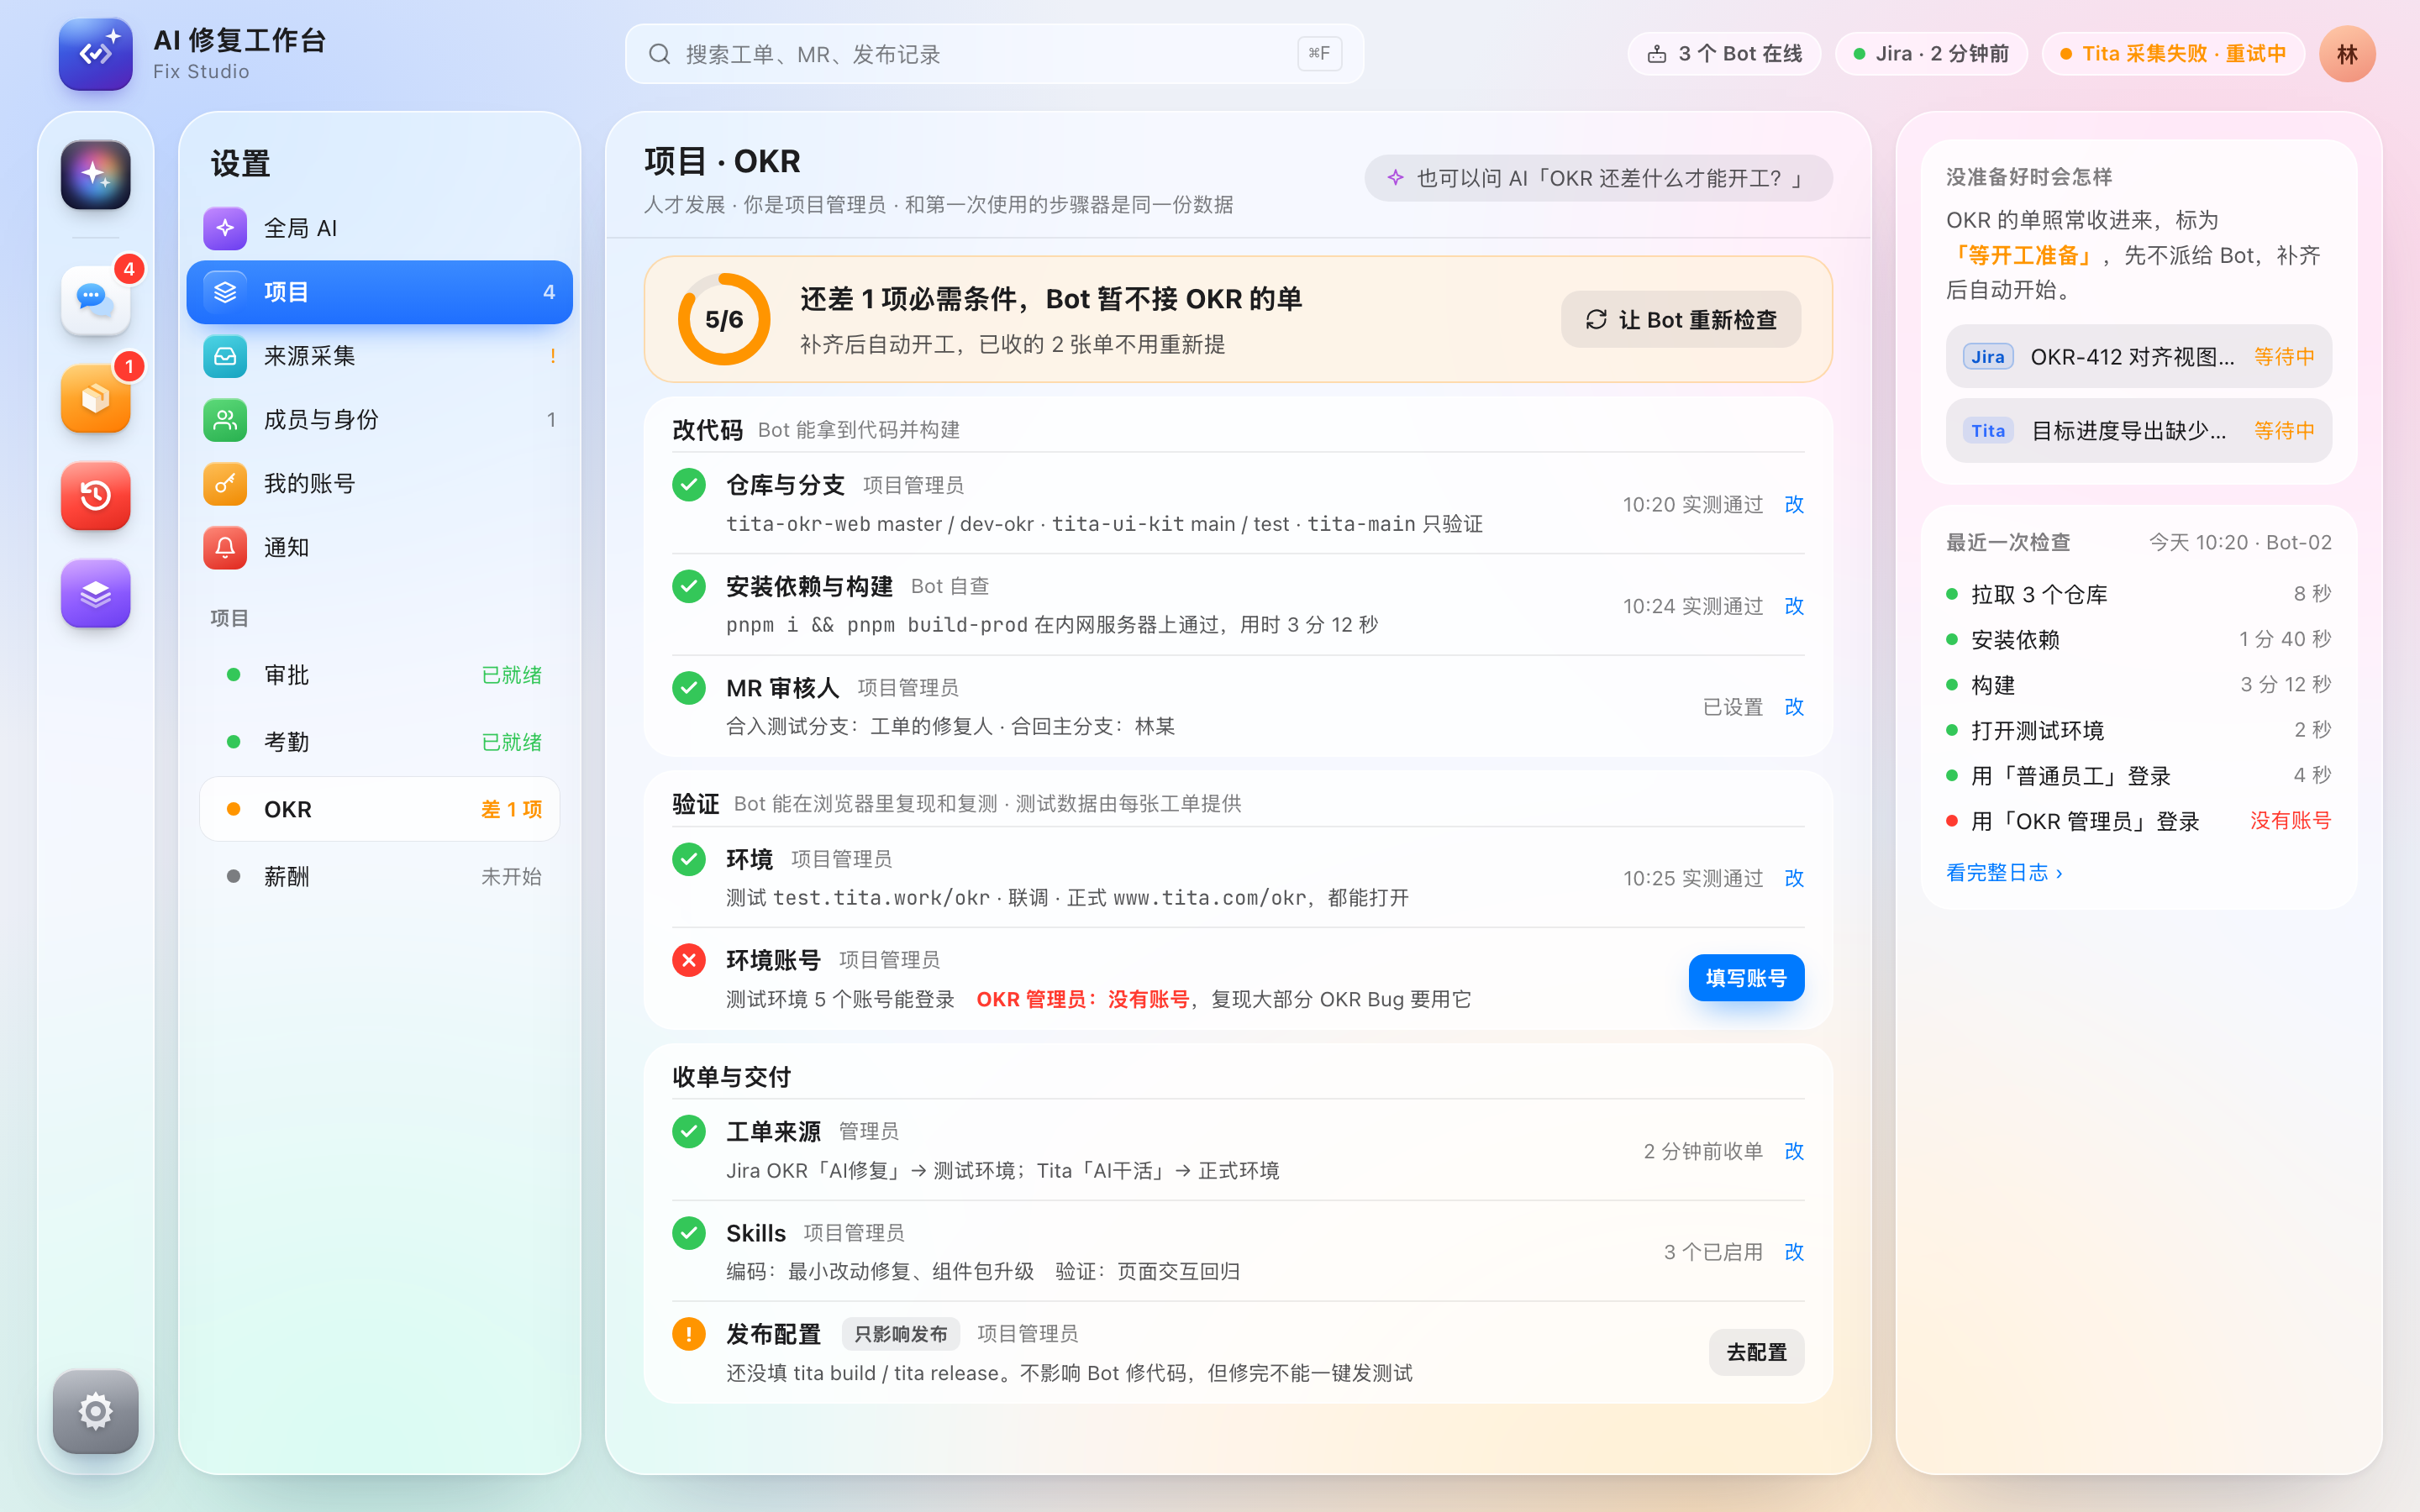 AI 修复工作台
Fix Studio
搜索工单、MR、发布记录
⌘F
3 个 Bot 在线
Jira · 2 分钟前
Tita 采集失败 · 重试中
林
4
1
设置
全局 AI
项目 4
来源采集 !
成员与身份 1
我的账号
通知
项目
审批 已就绪
考勤 已就绪
OKR 差 1 项
薪酬 未开始
项目 · OKR
人才发展 · 你是项目管理员 · 和第一次使用的步骤器是同一份数据
也可以问 AI「OKR 还差什么才能开工？」
5/6
还差 1 项必需条件，Bot 暂不接 OKR 的单
补齐后自动开工，已收的 2 张单不用重新提
让 Bot 重新检查
改代码 Bot 能拿到代码并构建
仓库与分支 项目管理员
tita-okr-web master / dev-okr · tita-ui-kit main / test · tita-main 只验证
10:20 实测通过 改
安装依赖与构建 Bot 自查
pnpm i && pnpm build-prod 在内网服务器上通过，用时 3 分 12 秒
10:24 实测通过 改
MR 审核人 项目管理员
合入测试分支：工单的修复人 · 合回主分支：林某
已设置 改
验证 Bot 能在浏览器里复现和复测 · 测试数据由每张工单提供
环境 项目管理员
测试 test.tita.work/okr · 联调 · 正式 www.tita.com/okr，都能打开
10:25 实测通过 改
环境账号 项目管理员
测试环境 5 个账号能登录 OKR 管理员：没有账号，复现大部分 OKR Bug 要用它
填写账号
收单与交付
工单来源 管理员
Jira OKR「AI修复」→ 测试环境；Tita「AI干活」→ 正式环境
2 分钟前收单 改
Skills 项目管理员
编码：最小改动修复、组件包升级 验证：页面交互回归
3 个已启用 改
发布配置 只影响发布 项目管理员
还没填 tita build / tita release。不影响 Bot 修代码，但修完不能一键发测试
去配置
没准备好时会怎样
OKR 的单照常收进来，标为
「等开工准备」，先不派给 Bot，补齐
后自动开始。
Jira OKR-412 对齐视图... 等待中
Tita 目标进度导出缺少... 等待中
最近一次检查 今天 10:20 · Bot-02
拉取 3 个仓库 8 秒
安装依赖 1 分 40 秒
构建 3 分 12 秒
打开测试环境 2 秒
用「普通员工」登录 4 秒
用「OKR 管理员」登录 没有账号
看完整日志 ›